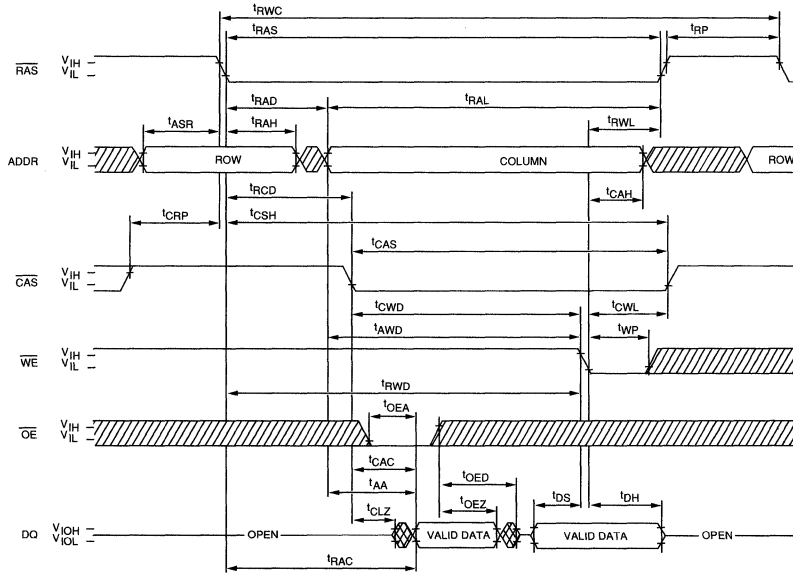 tRWC
tRAS tRP
RAS VIH
VIL
tRAD tRAL
tASR tRAH tRWL
ADDR VIH
VIL
ROW COLUMN ROW
tRCD tCAH
tCRP tCSH
tCAS
CAS VIH
VIL
tCWD tCWL
tAWD tWP
WE VIH
VIL
tRWD
tOEA
OE VIH
VIL
tCAC tOED
tAA tOEZ tDS tDH
tCLZ
DQ VIOH
VIOL
OPEN VALID DATA VALID DATA OPEN
tRAC